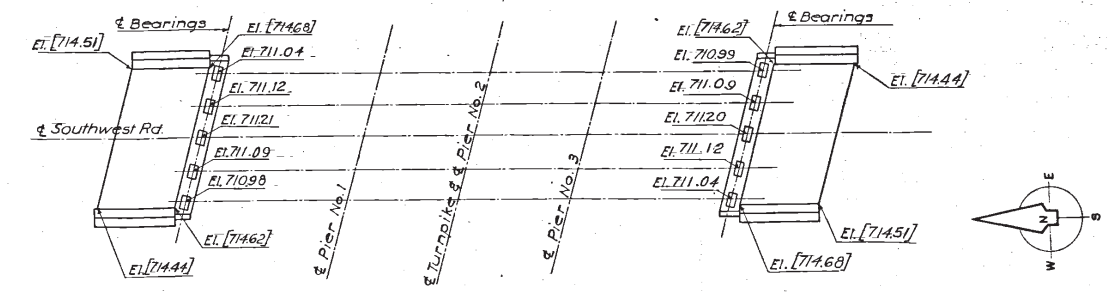 ℄ Bearings
El. [714.51]
El. [714.68]
El. 711.04
El. 711.12
El. 711.21
El. 711.09
El. 710.98
℄ Southwest Rd.
El. [714.62]
El. [714.44]
℄ Pier No. 1
℄ Turnpike & ℄ Pier No. 2
℄ Pier No. 3
℄ Bearings
El. [714.62]
El. 710.99
El. [714.44]
El. 711.09
El. 711.20
El. 711.12
El. 711.04
El. [714.51]
El. [714.68]
E
N
S
W